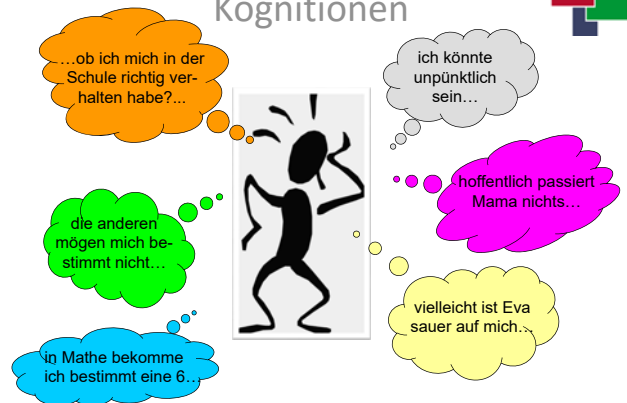 Kognitionen
…ob ich mich in der
Schule richtig ver-
halten habe?...
ich könnte
unpünktlich
sein…
hoffentlich passiert
Mama nichts…
die anderen
mögen mich be-
stimmt nicht…
vielleicht ist Eva
sauer auf mich…
in Mathe bekomme
ich bestimmt eine 6…